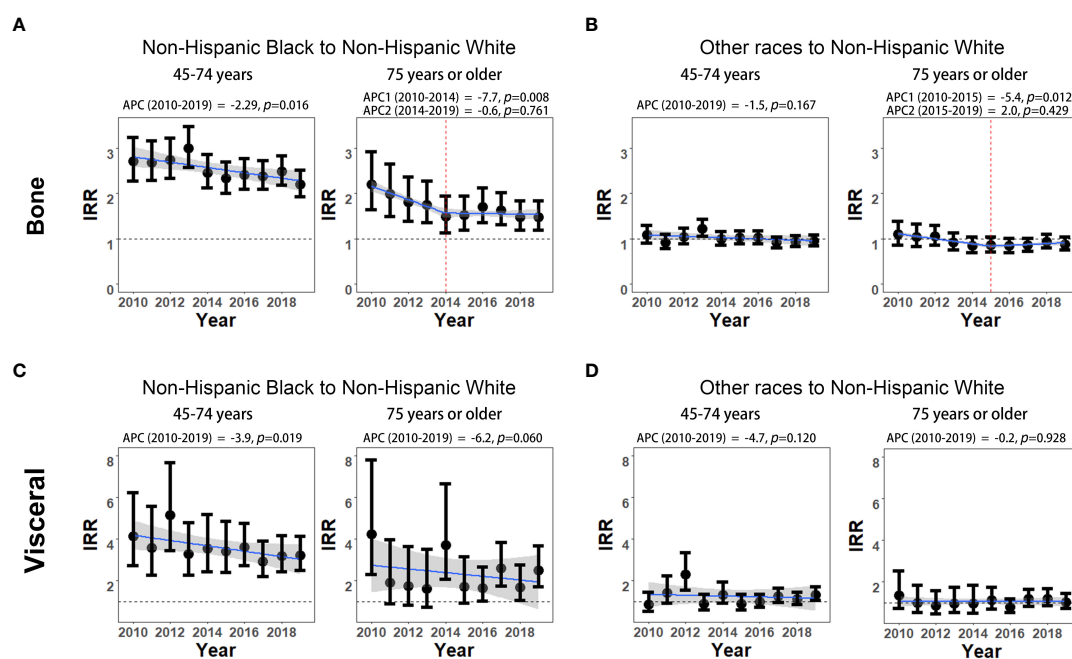 A
Non-Hispanic Black to Non-Hispanic White
45-74 years
75 years or older
APC (2010-2019) = -2.29, p=0.016
APC1 (2010-2014) = -7.7, p=0.008
APC2 (2014-2019) = -0.6, p=0.761
Bone
IRR
3
2
1
0
2010 2012 2014 2016 2018
Year
IRR
3
2
1
0
2010 2012 2014 2016 2018
Year
B
Other races to Non-Hispanic White
45-74 years
75 years or older
APC (2010-2019) = -1.5, p=0.167
APC1 (2010-2015) = -5.4, p=0.012
APC2 (2015-2019) = 2.0, p=0.429
IRR
3
2
1
0
2010 2012 2014 2016 2018
Year
IRR
3
2
1
0
2010 2012 2014 2016 2018
Year
C
Non-Hispanic Black to Non-Hispanic White
45-74 years
75 years or older
APC (2010-2019) = -3.9, p=0.019
APC (2010-2019) = -6.2, p=0.060
Visceral
IRR
8
6
4
2
2010 2012 2014 2016 2018
Year
IRR
8
6
4
2
2010 2012 2014 2016 2018
Year
D
Other races to Non-Hispanic White
45-74 years
75 years or older
APC (2010-2019) = -4.7, p=0.120
APC (2010-2019) = -0.2, p=0.928
IRR
8
6
4
2
2010 2012 2014 2016 2018
Year
IRR
8
6
4
2
2010 2012 2014 2016 2018
Year